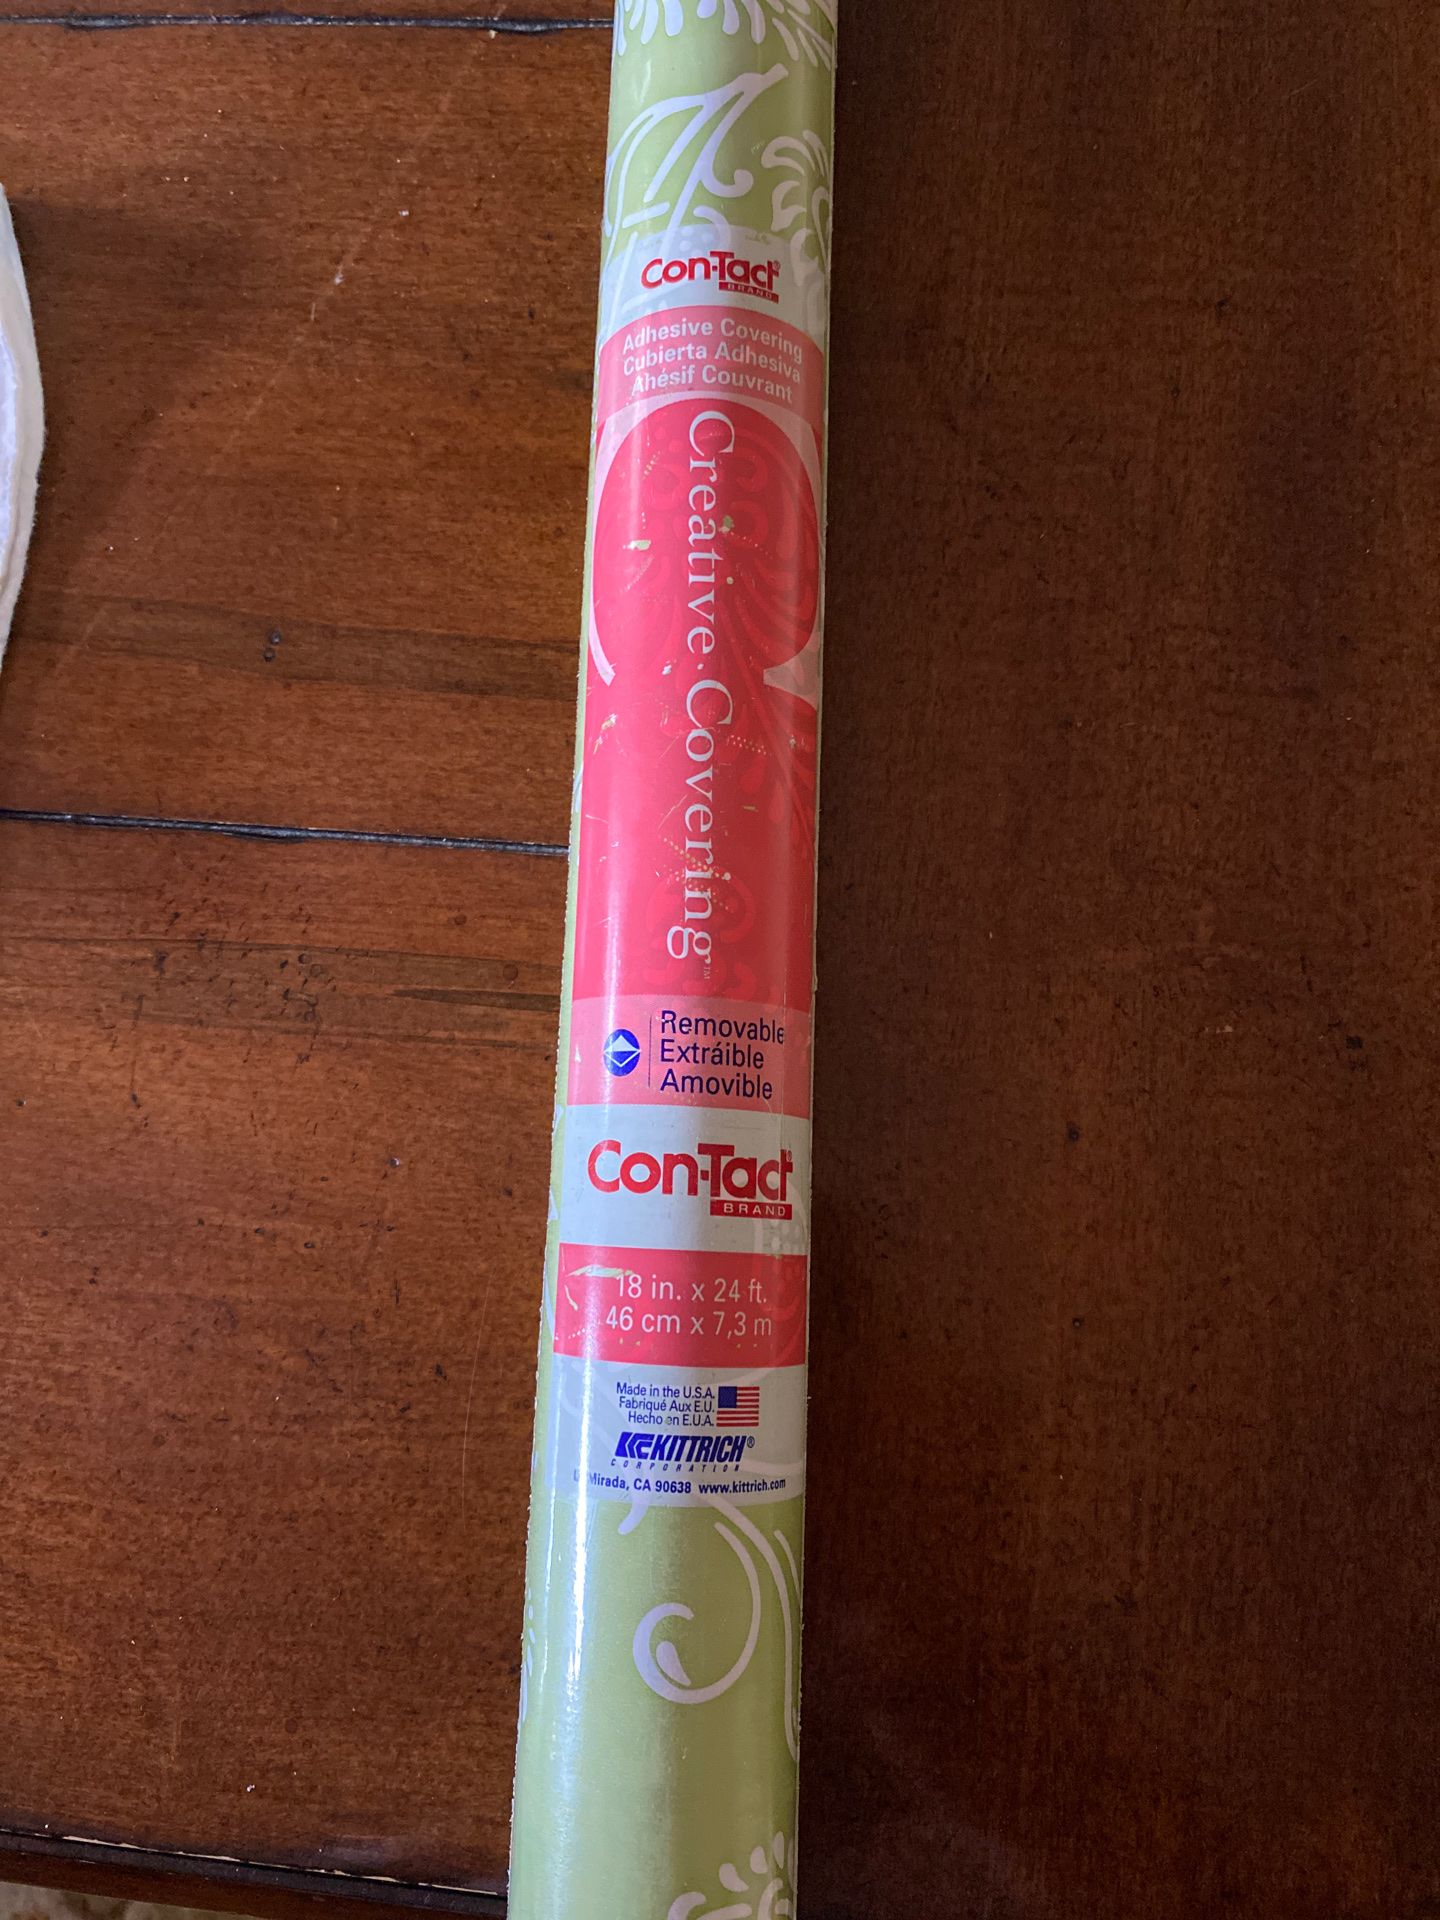 Con-Tact®
BRAND
Adhesive Covering
Cubierta Adhesiva
Ahésif Couvrant
Creative·Covering™
Removable
Extráible
Amovible
Con-Tact®
BRAND
18 in. x 24 ft.
46 cm x 7,3 m
Made in the U.S.A.
Fabriqué Aux E.U.
Hecho en E.U.A.
KITTRICH®
CORPORATION
Mirada, CA 90638 www.kittrich.com